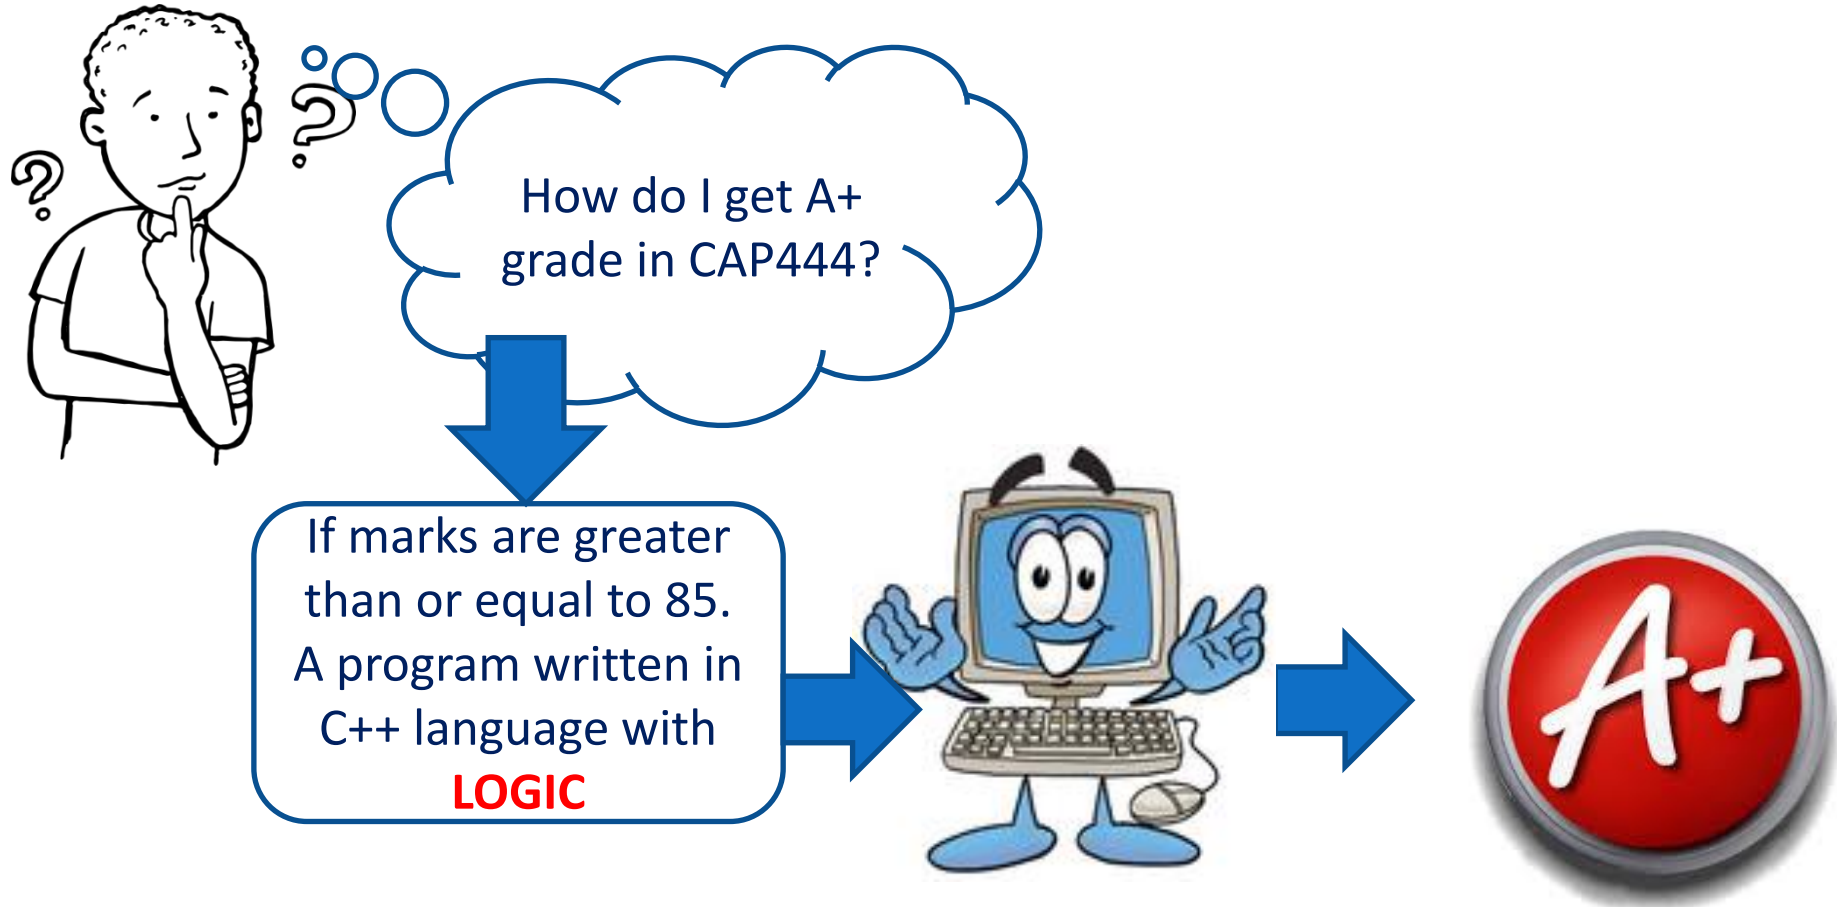 ?
?
How do I get A+
grade in CAP444?
If marks are greater
than or equal to 85.
A program written in
C++ language with
LOGIC
A+